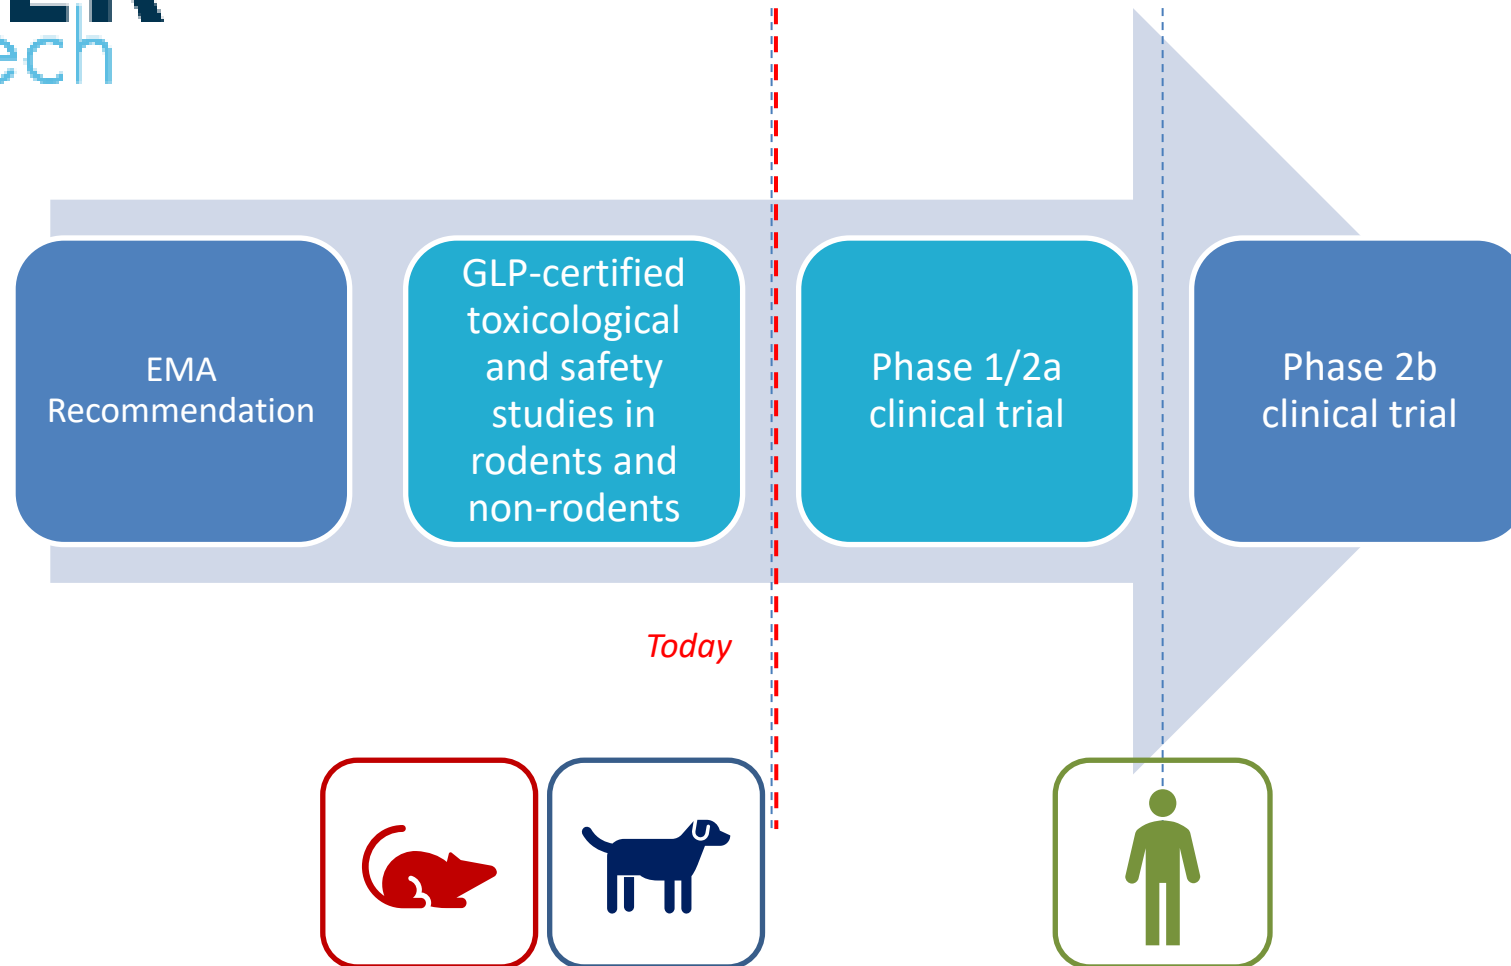 ech
EMA
Recommendation
GLP-certified
toxicological
and safety
studies in
rodents and
non-rodents
Phase 1/2a
clinical trial
Phase 2b
clinical trial
Today